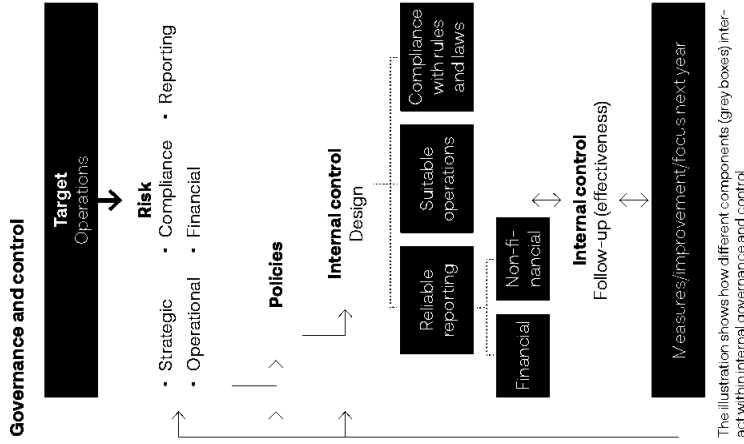 Governance and control
Target
Operations
Risk
• Strategic
• Compliance
• Reporting
• Operational
• Financial
Policies
Internal control
Design
Reliable
reporting
Suitable
operations
Compliance
with rules
and laws
Financial
Non-fi-
nancial
Internal control
Follow-up (effectiveness)
Measures/improvement/focus next year
The illustration shows how different components (grey boxes) inter-
act within internal governance and control